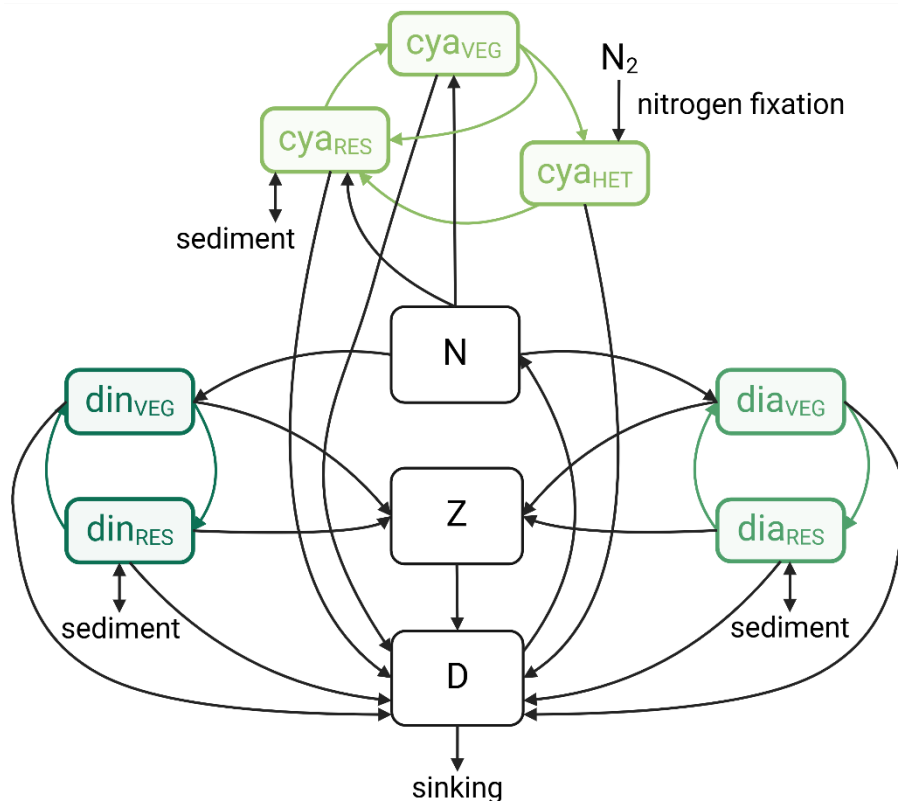 cyaVEG
N2
nitrogen fixation
cyaRES
cyaHET
sediment
N
dinVEG
diaVEG
Z
dinRES
diaRES
sediment
sediment
D
sinking